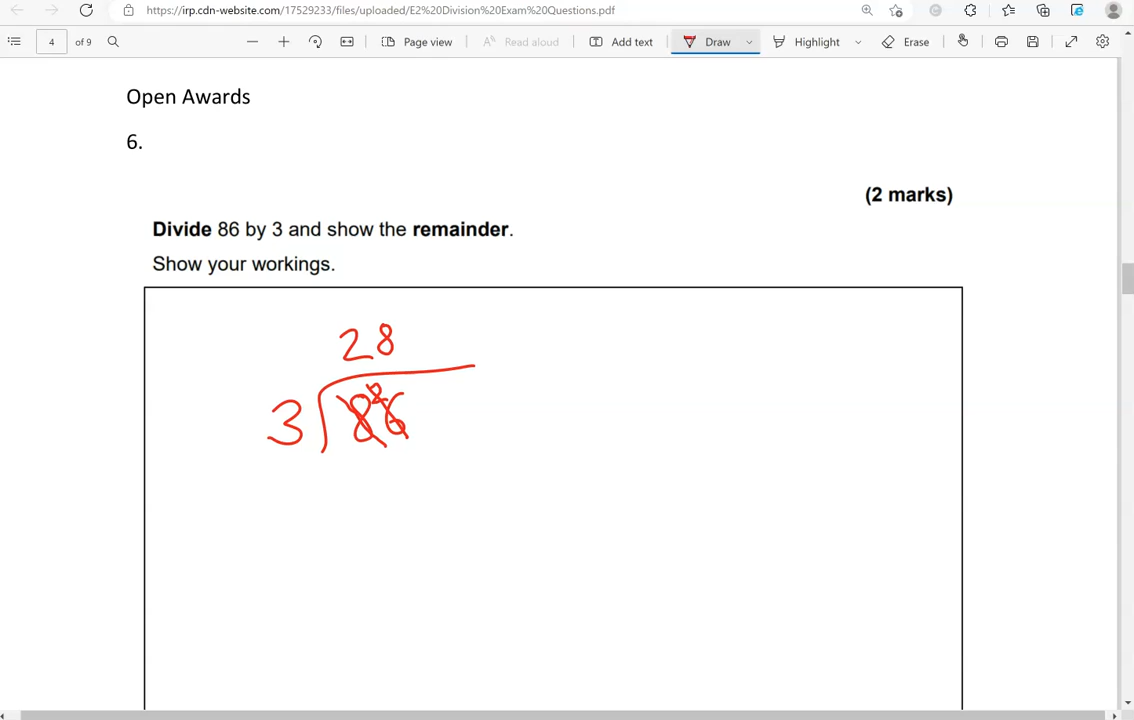 https://irp.cdn-website.com/17529233/files/uploaded/E2%20Division%20Exam%20Questions.pdf
4 of 9 Page view Read aloud Add text Draw Highlight Erase
Open Awards
6.
(2 marks)
Divide 86 by 3 and show the remainder.
Show your workings.
28
2
3 86